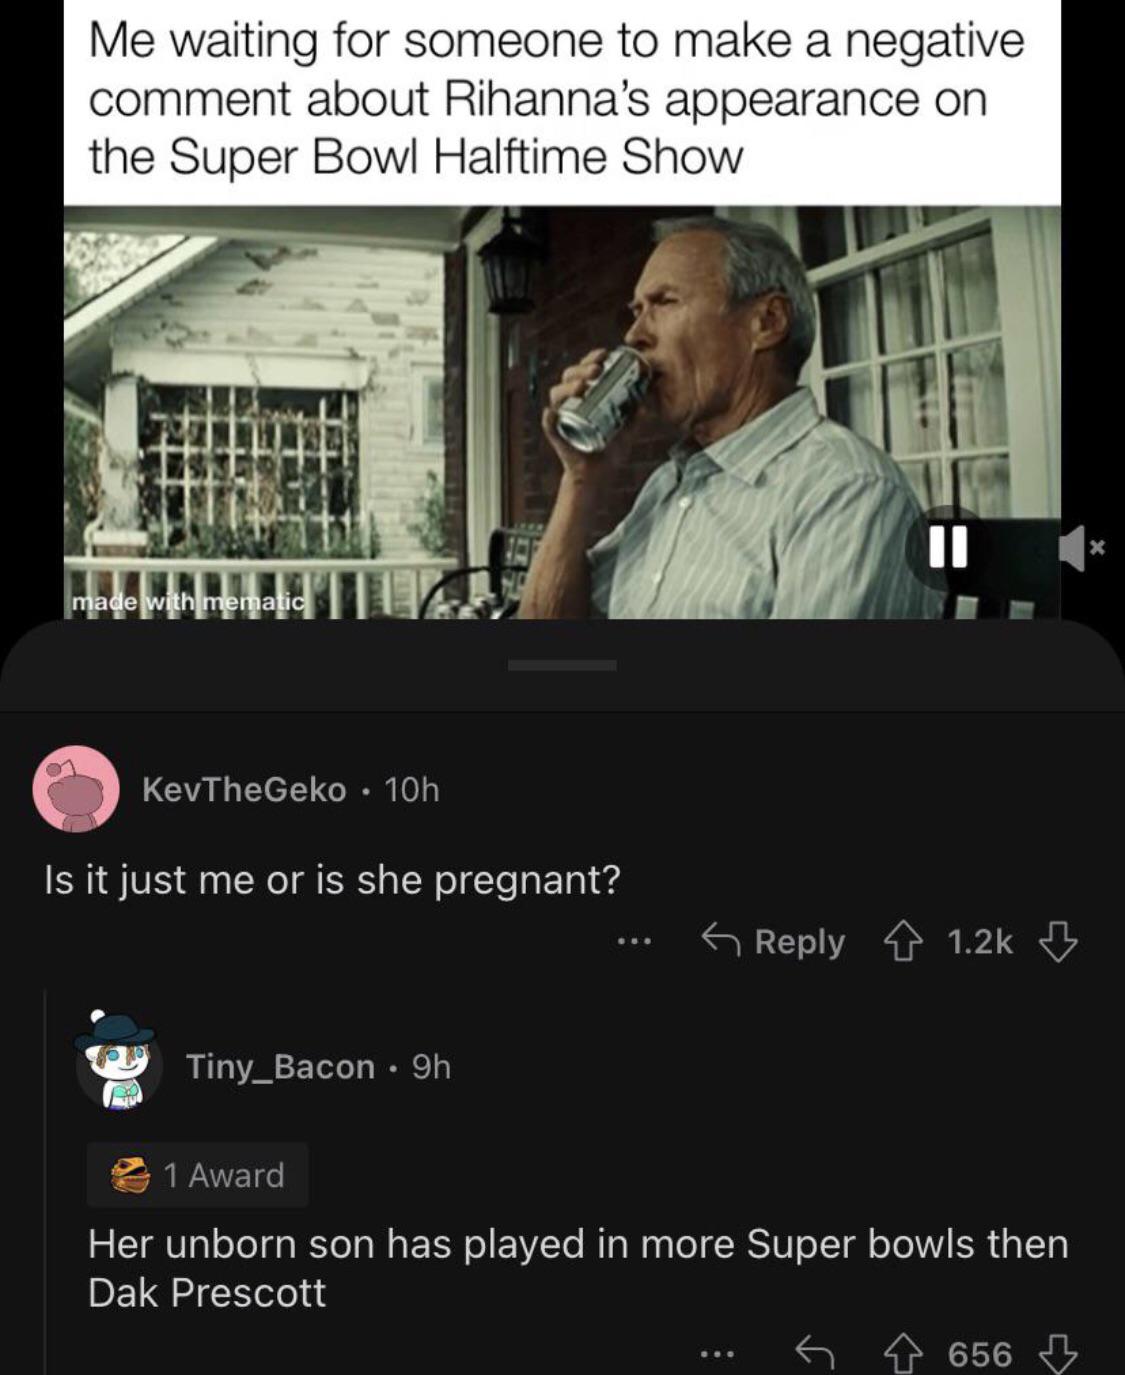 Me waiting for someone to make a negative
comment about Rihanna's appearance on
the Super Bowl Halftime Show
made with mematic
KevTheGeko • 10h
Is it just me or is she pregnant?
... Reply 1.2k
Tiny_Bacon • 9h
1 Award
Her unborn son has played in more Super bowls then
Dak Prescott
... 656